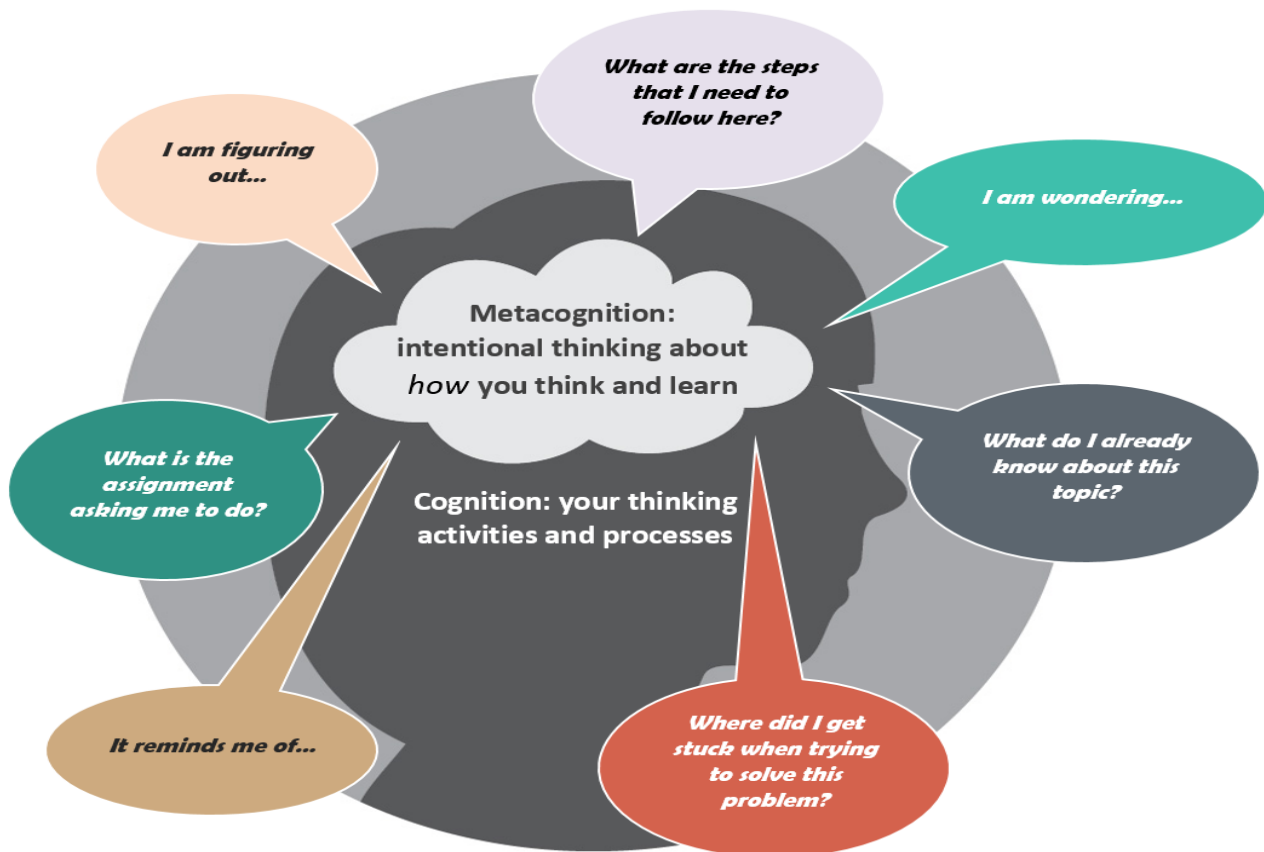 What are the steps
that I need to
follow here?
I am figuring
out...
I am wondering...
Metacognition:
intentional thinking about
how you think and learn
What is the
assignment
asking me to do?
What do I already
know about this
topic?
Cognition: your thinking
activities and processes
It reminds me of...
Where did I get
stuck when trying
to solve this
problem?